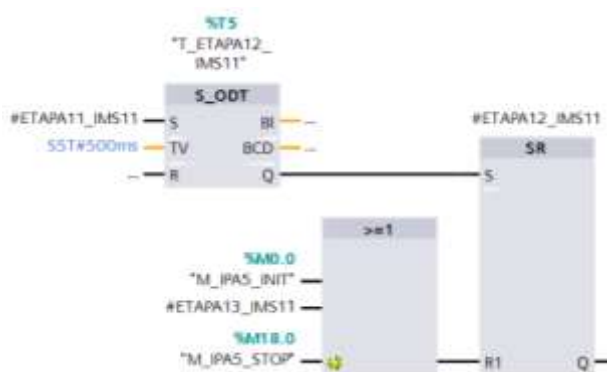 %T5
"T_ETAPA12_
IMS11"
S_ODT
#ETAPA11_IMS11
S
BI
...
S5T#500ms
TV
BCD
...
...
R
Q
#ETAPA12_IMS11
SR
S
>=1
%M0.0
"M_IPA5_INIT"
#ETAPA13_IMS11
%M18.0
"M_IPA5_STOP"
R1
Q